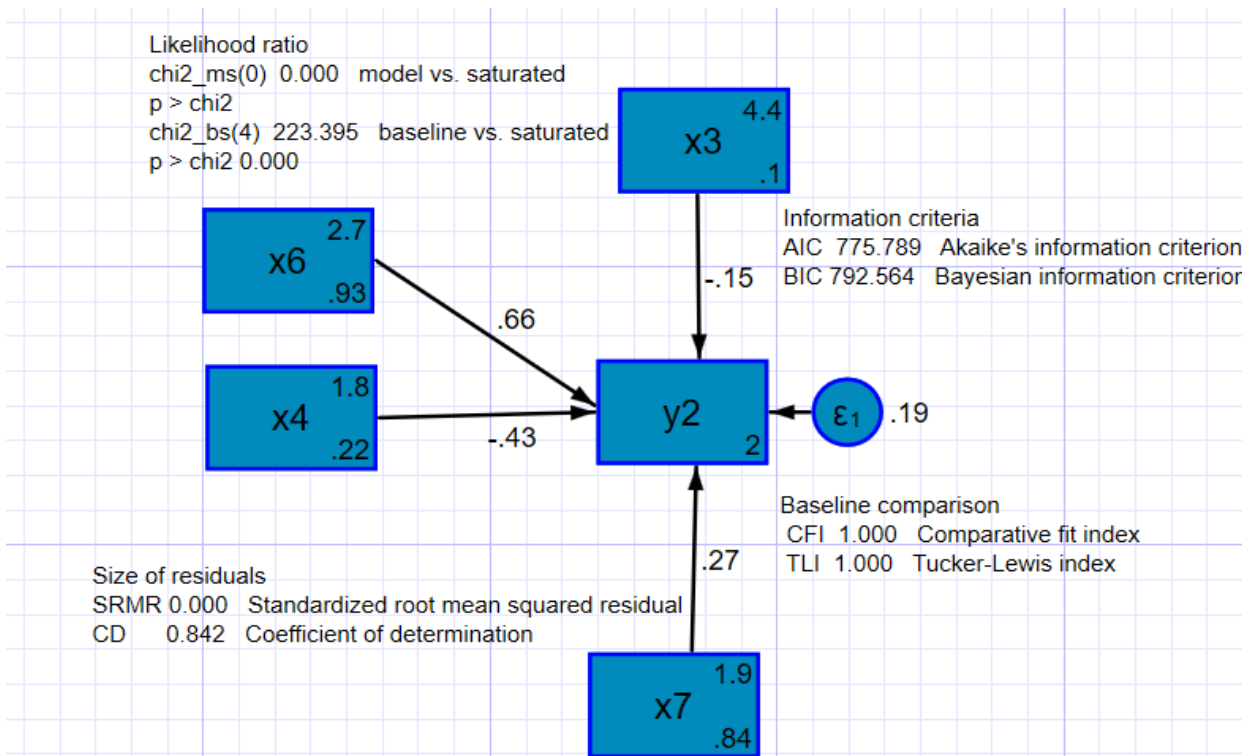 Likelihood ratio
chi2_ms(0) 0.000 model vs. saturated
p > chi2
chi2_bs(4) 223.395 baseline vs. saturated
p > chi2 0.000
4.4
x3
.1
2.7
x6
.93
Information criteria
AIC 775.789 Akaike's information criterion
BIC 792.564 Bayesian information criterion
-.15
.66
1.8
x4
.22
-.43
y2
2
ε1
.19
Baseline comparison
CFI 1.000 Comparative fit index
TLI 1.000 Tucker-Lewis index
.27
Size of residuals
SRMR 0.000 Standardized root mean squared residual
CD 0.842 Coefficient of determination
1.9
x7
.84